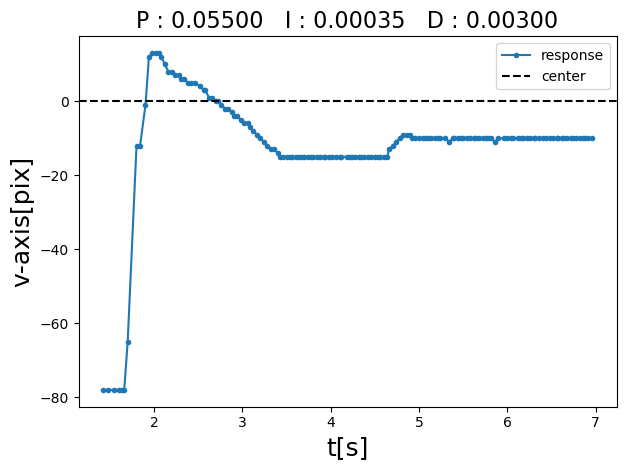 P : 0.05500   I : 0.00035   D : 0.00300
response
center
v-axis[pix]
0
−20
−40
−60
−80
2 3 4 5 6 7
t[s]